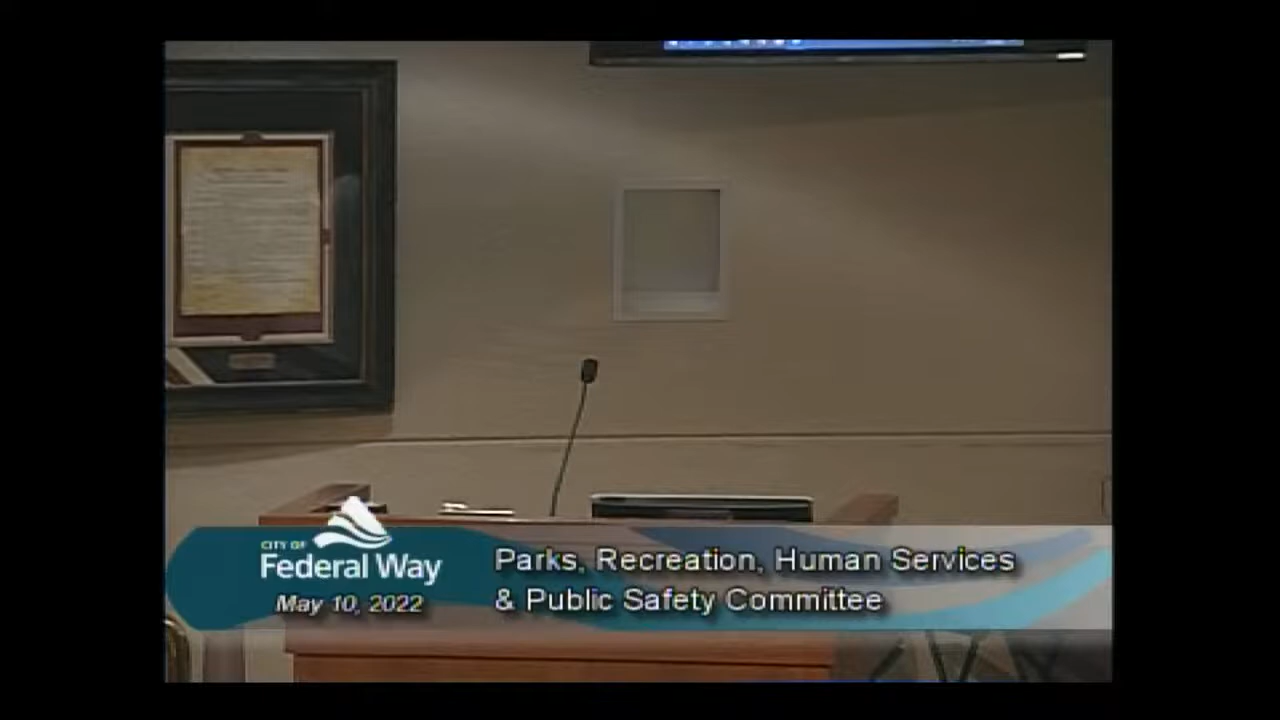 CITY OF
Federal Way
May 10, 2022
Parks, Recreation, Human Services
& Public Safety Committee